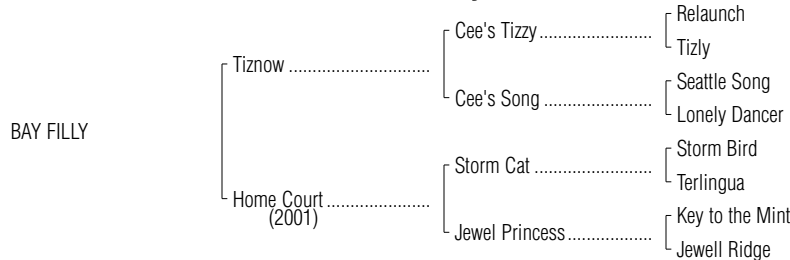 Relaunch
Cee's Tizzy........................
Tizly
Tiznow .............................
Seattle Song
Cee's Song .......................
Lonely Dancer
BAY FILLY
Storm Bird
Storm Cat ........................
Terlingua
Home Court .....................
(2001)
Key to the Mint
Jewel Princess.................
Jewell Ridge